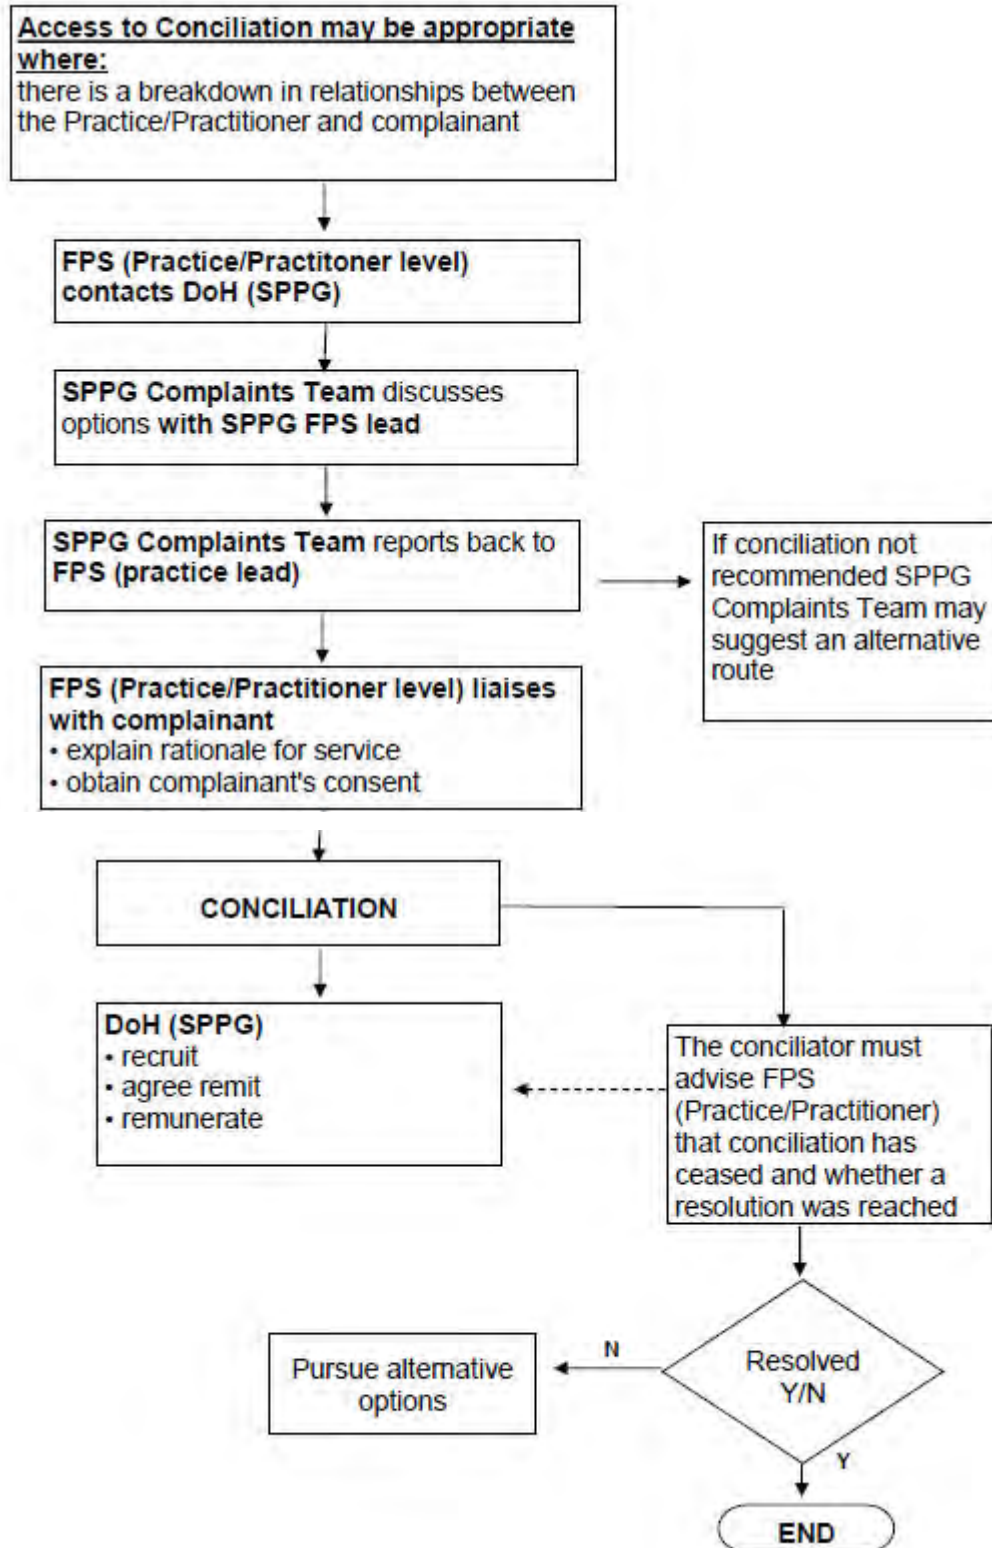 Access to Conciliation may be appropriate
where:
there is a breakdown in relationships between
the Practice/Practitioner and complainant
FPS (Practice/Practitoner level)
contacts DoH (SPPG)
SPPG Complaints Team discusses
options with SPPG FPS lead
SPPG Complaints Team reports back to
FPS (practice lead)
If conciliation not
recommended SPPG
Complaints Team may
suggest an alternative
route
FPS (Practice/Practitioner level) liaises
with complainant
• explain rationale for service
• obtain complainant's consent
CONCILIATION
DoH (SPPG)
• recruit
• agree remit
• remunerate
The conciliator must
advise FPS
(Practice/Practitioner)
that conciliation has
ceased and whether a
resolution was reached
Resolved
Y/N
N
Pursue alternative
options
Y
END